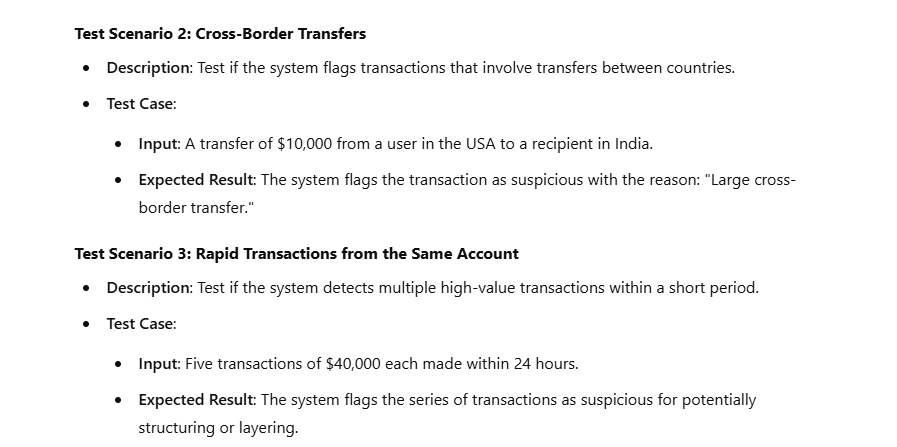 Test Scenario 2: Cross-Border Transfers
• Description: Test if the system flags transactions that involve transfers between countries.
• Test Case:
• Input: A transfer of $10,000 from a user in the USA to a recipient in India.
• Expected Result: The system flags the transaction as suspicious with the reason: "Large cross-
border transfer."
Test Scenario 3: Rapid Transactions from the Same Account
• Description: Test if the system detects multiple high-value transactions within a short period.
• Test Case:
• Input: Five transactions of $40,000 each made within 24 hours.
• Expected Result: The system flags the series of transactions as suspicious for potentially
structuring or layering.